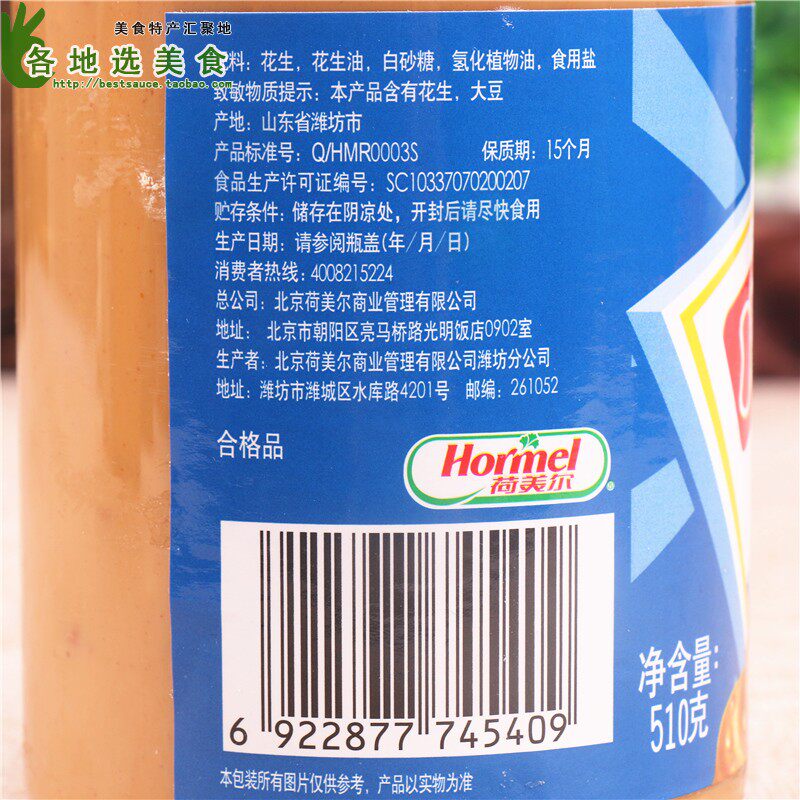 美食特产汇聚地
各地选美食
http://bestsauce.taobao.com
料：花生，花生油，白砂糖，氢化植物油，食用盐
致敏物质提示：本产品含有花生，大豆
产地：山东省潍坊市
产品标准号：Q/HMR0003S 保质期：15个月
食品生产许可证编号：SC10337070200207
贮存条件：储存在阴凉处，开封后请尽快食用
生产日期：请参阅瓶盖(年/月/日)
消费者热线：4008215224
总公司：北京荷美尔商业管理有限公司
地址： 北京市朝阳区亮马桥路光明饭店0902室
生产者：北京荷美尔商业管理有限公司潍坊分公司
地址：潍坊市潍城区水库路4201号 邮编：261052
合格品
Hormel
荷美尔
®
6 922877 745409
净含量：
510克
本包装所有图片仅供参考，产品以实物为准